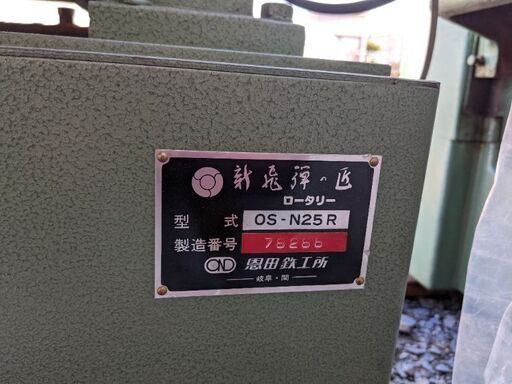 新飛弾の匠
ロータリー
型式 OS-N25R
製造番号 78266
OND 恩田鉄工所
岐阜・関